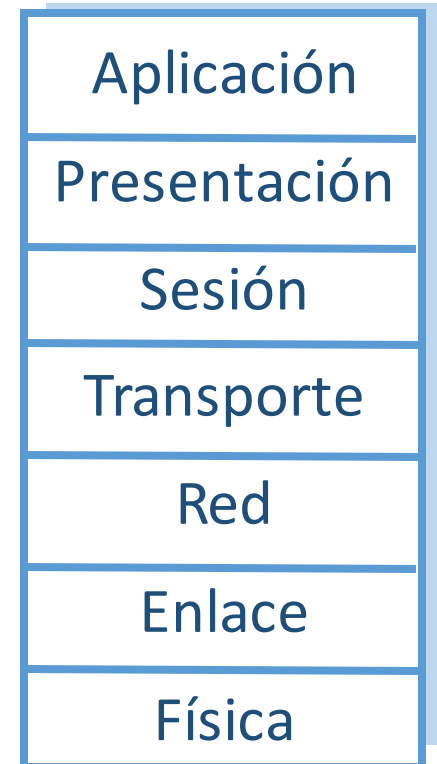 Aplicación
Presentación
Sesión
Transporte
Red
Enlace
Física